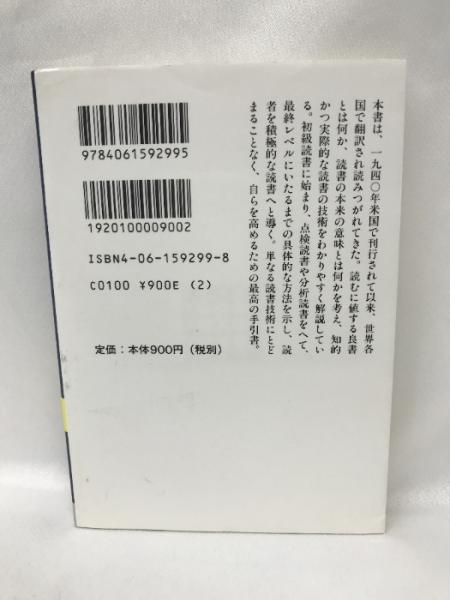 本書は、一九四〇年米国で刊行されて以来、世界各
国で翻訳され読みつがれてきた。読むに値する良書
とは何か、読書の本来の意味とは何かを考え、知的
かつ実際的な読書の技術をわかりやすく解説してい
る。初級読書に始まり、点検読書や分析読書をへて、
最終レベルにいたるまでの具体的な方法を示し、読
者を積極的な読書へと導く。単なる読書技術にとど
まることなく、自らを高めるための最高の手引書。
9784061592995
1920100009002
ISBN4-06-159299-8
C0100 ¥900E (2)
定価：本体900円（税別）